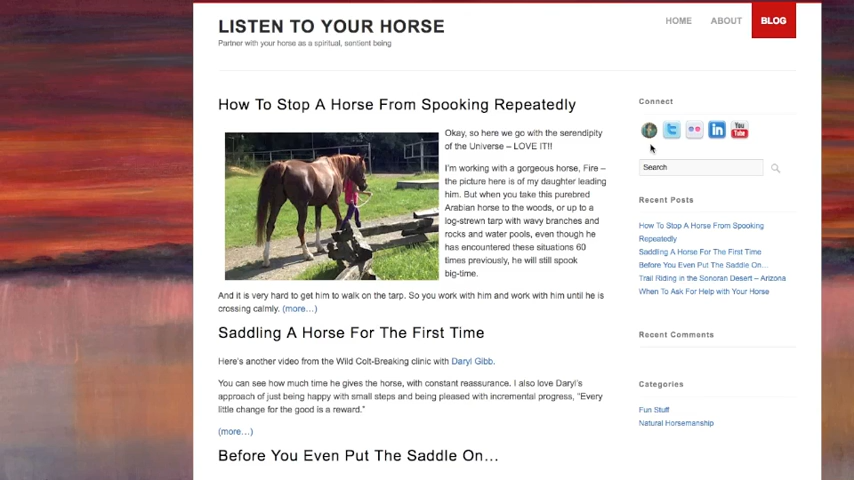 LISTEN TO YOUR HORSE
Partner with your horse as a spiritual, sentient being
HOME ABOUT BLOG
How To Stop A Horse From Spooking Repeatedly
Okay, so here we go with the serendipity
of the Universe – LOVE IT!!
I'm working with a gorgeous horse, Fire –
the picture here is of my daughter leading
him. But when you take this purebred
Arabian horse to the woods, or up to a
log-strewn tarp with wavy branches and
rocks and water pools, even though he
has encountered these situations 60
times previously, he will still spook
big-time.
And it is very hard to get him to walk on the tarp. So you work with him and work with him until he is
crossing calmly. (more…)
Saddling A Horse For The First Time
Here's another video from the Wild Colt-Breaking clinic with Daryl Gibb.
You can see how much time he gives the horse, with constant reassurance. I also love Daryl's
approach of just being happy with small steps and being pleased with incremental progress, "Every
little change for the good is a reward."
(more…)
Before You Even Put The Saddle On…
Connect
You
Tube
Search
Recent Posts
How To Stop A Horse From Spooking
Repeatedly
Saddling A Horse For The First Time
Before You Even Put The Saddle On…
Trail Riding in the Sonoran Desert – Arizona
When To Ask For Help with Your Horse
Recent Comments
Categories
Fun Stuff
Natural Horsemanship